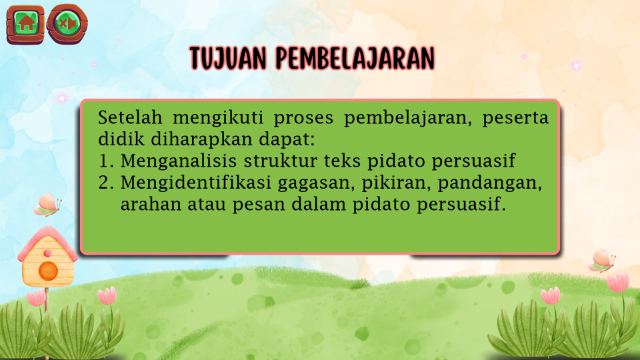 TUJUAN PEMBELAJARAN
Setelah mengikuti proses pembelajaran, peserta
didik diharapkan dapat:
1. Menganalisis struktur teks pidato persuasif
2. Mengidentifikasi gagasan, pikiran, pandangan,
arahan atau pesan dalam pidato persuasif.